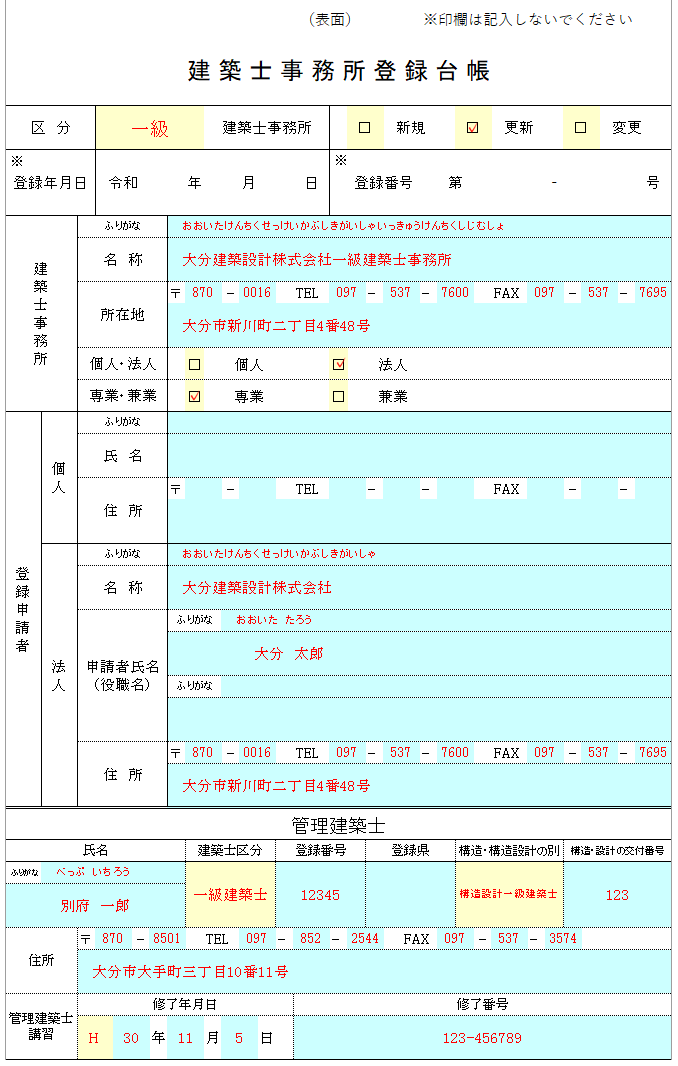 （表面）　※印欄は記入しないでください
建築士事務所登録台帳
区 分　一級　建築士事務所　□ 新規　☑ 更新　□ 変更
※　※
登録年月日　令和　年　月　日　登録番号　第　-　号
建築士事務所
ふりがな　おおいたけんちくせっけいかぶしきがいしゃいっきゅうけんちくしじむしょ
名 称　大分建築設計株式会社一級建築士事務所
所在地　〒 870 - 0016　TEL 097 - 537 - 7600　FAX 097 - 537 - 7695
大分市新川町二丁目4番48号
個人・法人　□ 個人　☑ 法人
専業・兼業　☑ 専業　□ 兼業
登録申請者
個人
ふりがな
氏 名
住 所　〒 -　TEL - -　FAX - -
法人
ふりがな　おおいたけんちくせっけいかぶしきがいしゃ
名 称　大分建築設計株式会社
申請者氏名
（役職名）
ふりがな　おおいた たろう
大分 太郎
ふりがな
住 所　〒 870 - 0016　TEL 097 - 537 - 7600　FAX 097 - 537 - 7695
大分市新川町二丁目4番48号
管理建築士
氏名　建築士区分　登録番号　登録県　構造・構造設計の別　構造・設計の交付番号
ふりがな　べっぷ いちろう
別府 一郎　一級建築士　12345　構造設計一級建築士　123
住所　〒 870 - 8501　TEL 097 - 852 - 2544　FAX 097 - 537 - 3574
大分市大手町三丁目10番11号
管理建築士
講習
修了年月日　修了番号
H 30 年 11 月 5 日　123-456789